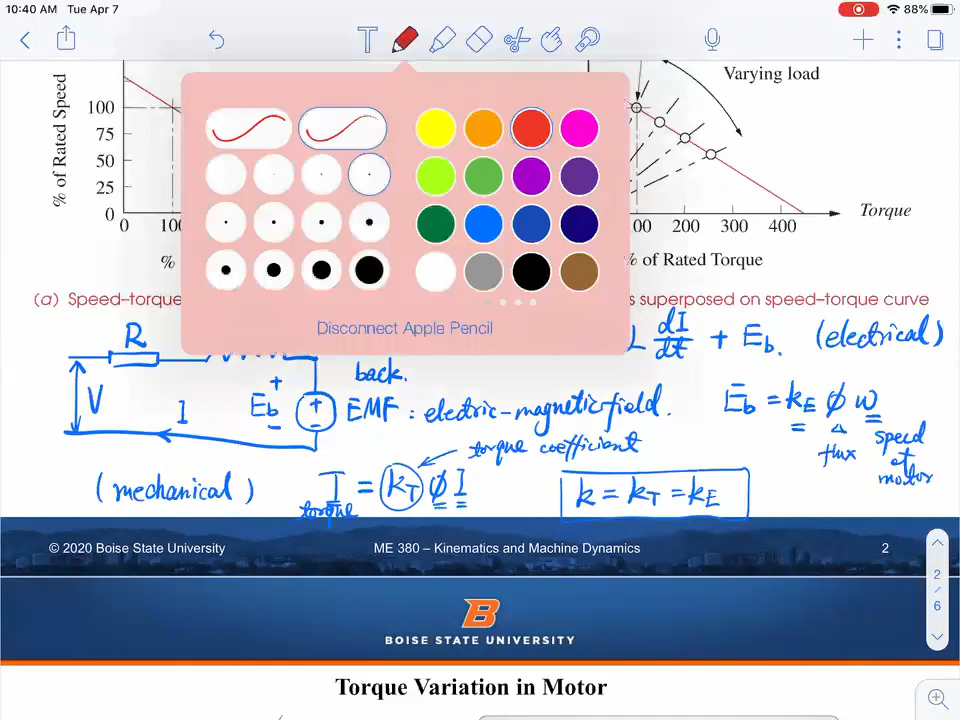 10:40 AM Tue Apr 7
88%
T
% of Rated Speed
100
75
50
25
0
0
100
%
Varying load
Torque
00 200 300 400
% of Rated Torque
Disconnect Apple Pencil
(a) Speed–torque
s superposed on speed–torque curve
R
V
I
+
Eb
−
+
−
back.
EMF : electric-magnetic field.
L dI/dt + Eb. (electrical)
Eb = kE φ ω
flux
speed
of
motor
torque coefficient
(mechanical)
T = kT φ I
torque
k = kT = kE
© 2020 Boise State University
ME 380 – Kinematics and Machine Dynamics
2
2
/
6
B
BOISE STATE UNIVERSITY
Torque Variation in Motor